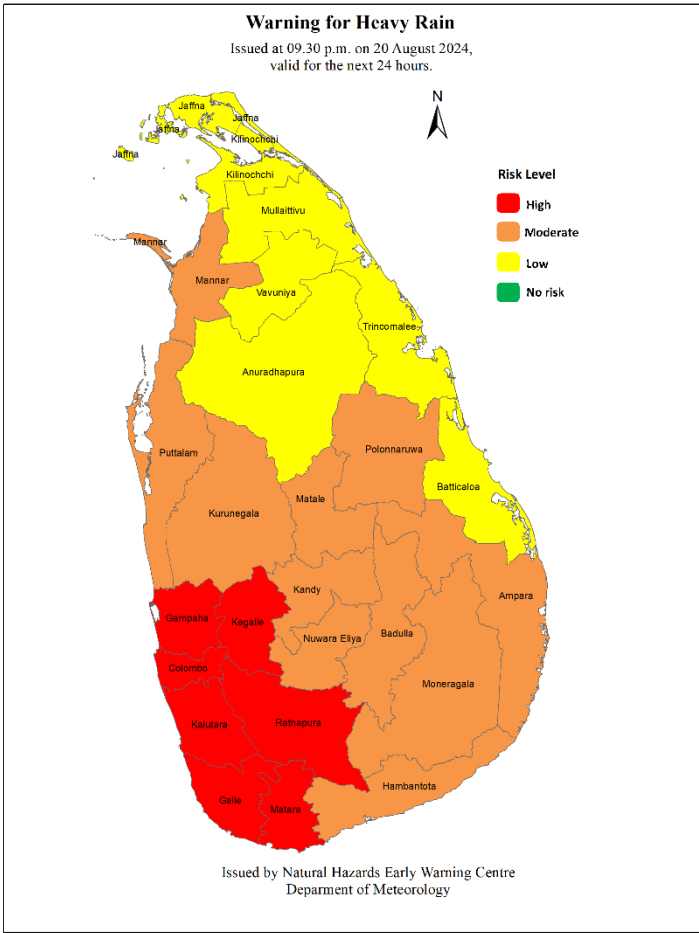 Warning for Heavy Rain
Issued at 09.30 p.m. on 20 August 2024,
valid for the next 24 hours.
N
Jaffna
Jaffna
Jaffna
Kilinochchi
Jaffna
Kilinochchi
Risk Level
High
Mullaittivu
Moderate
Mannar
Low
Mannar
Vavuniya
No risk
Trincomalee
Anuradhapura
Puttalam
Polonnaruwa
Batticaloa
Matale
Kurunegala
Kandy
Ampara
Gampaha
Kegalle
Nuwara Eliya
Badulla
Colombo
Moneragala
Kalutara
Ratnapura
Hambantota
Galle
Matara
Issued by Natural Hazards Early Warning Centre
Deparment of Meteorology